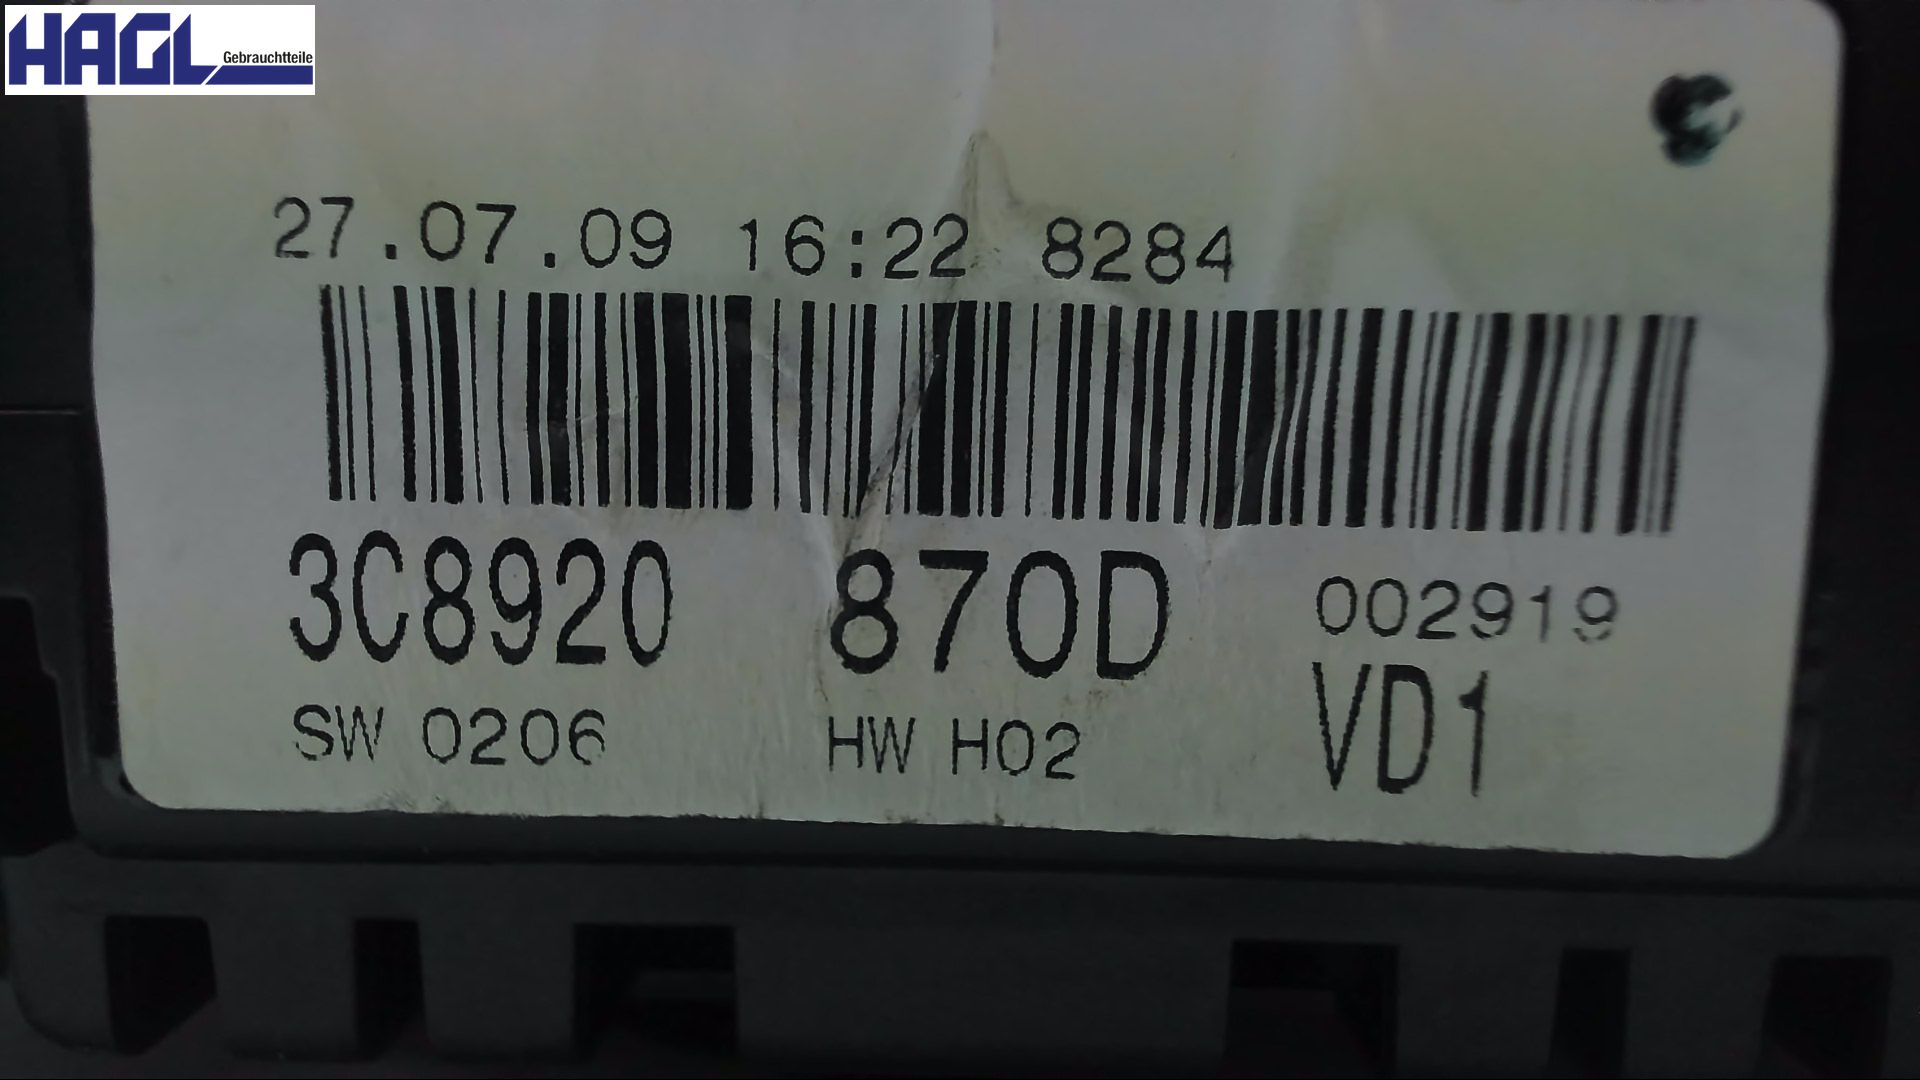 HAGL
Gebrauchtteile
27.07.09 16:22 8284
3C8920 870D 002919
SW 0206 HW H02 VD1